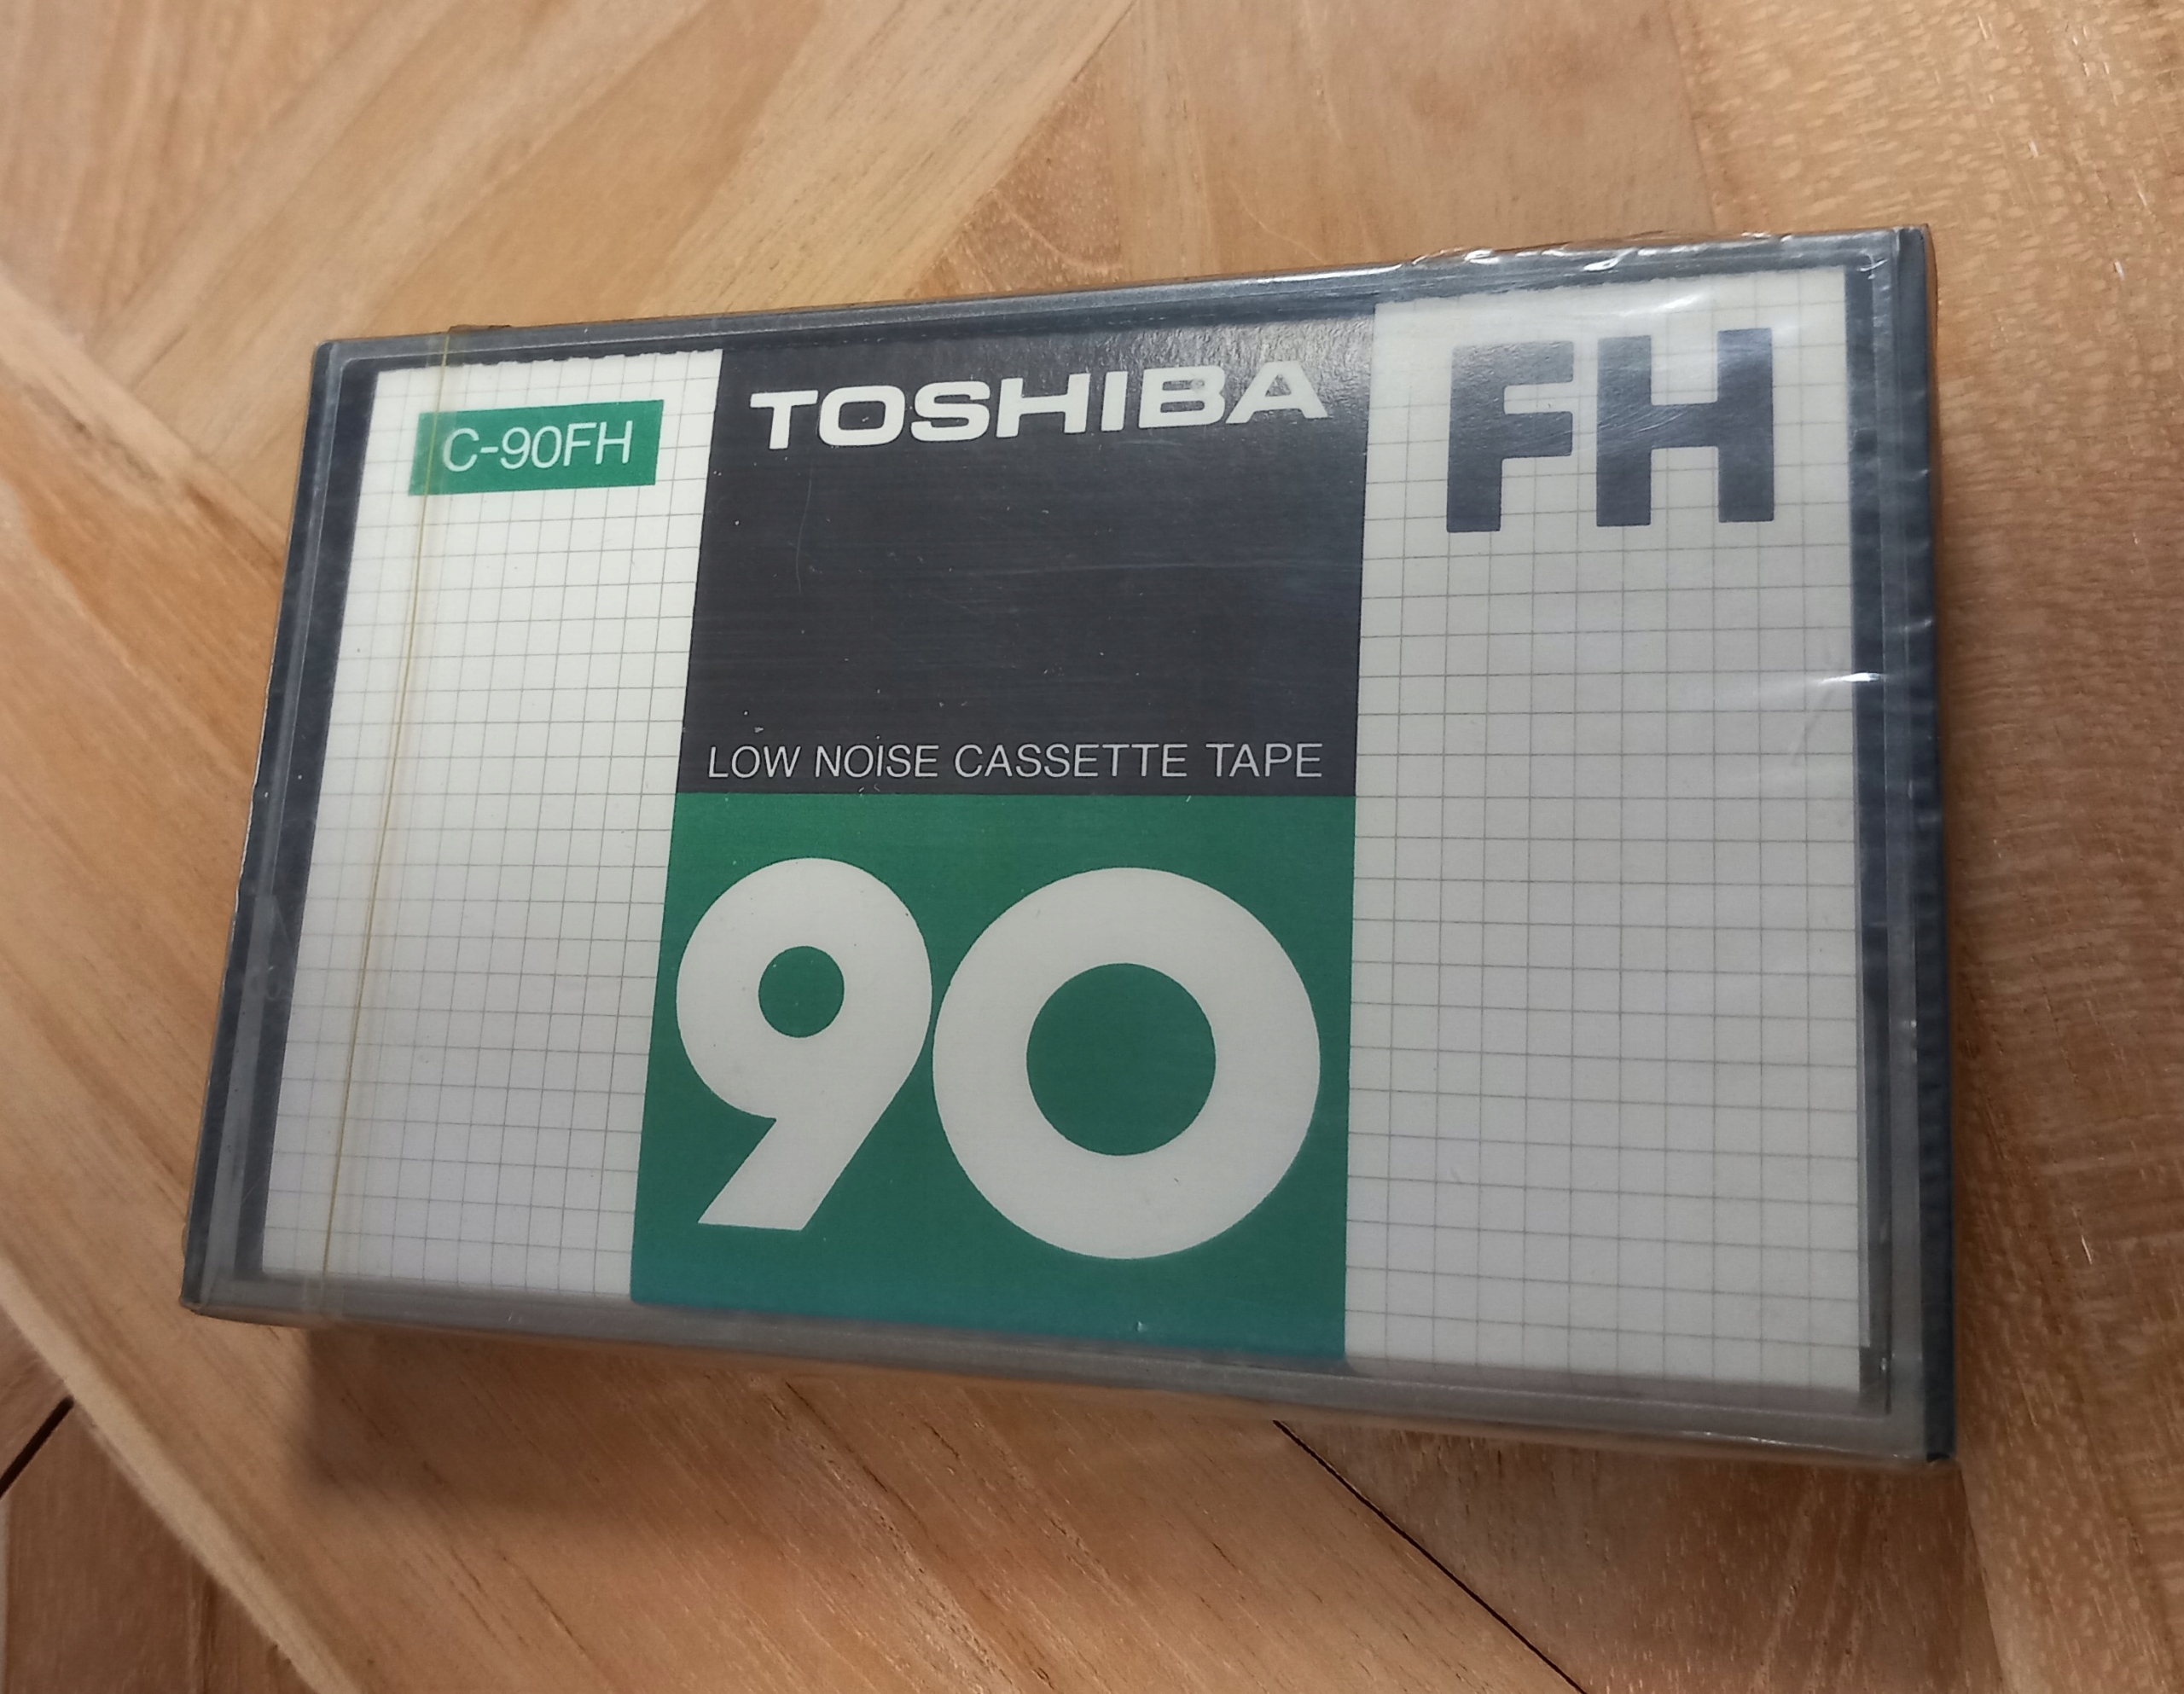 C-90FH
TOSHIBA
FH
LOW NOISE CASSETTE TAPE
90